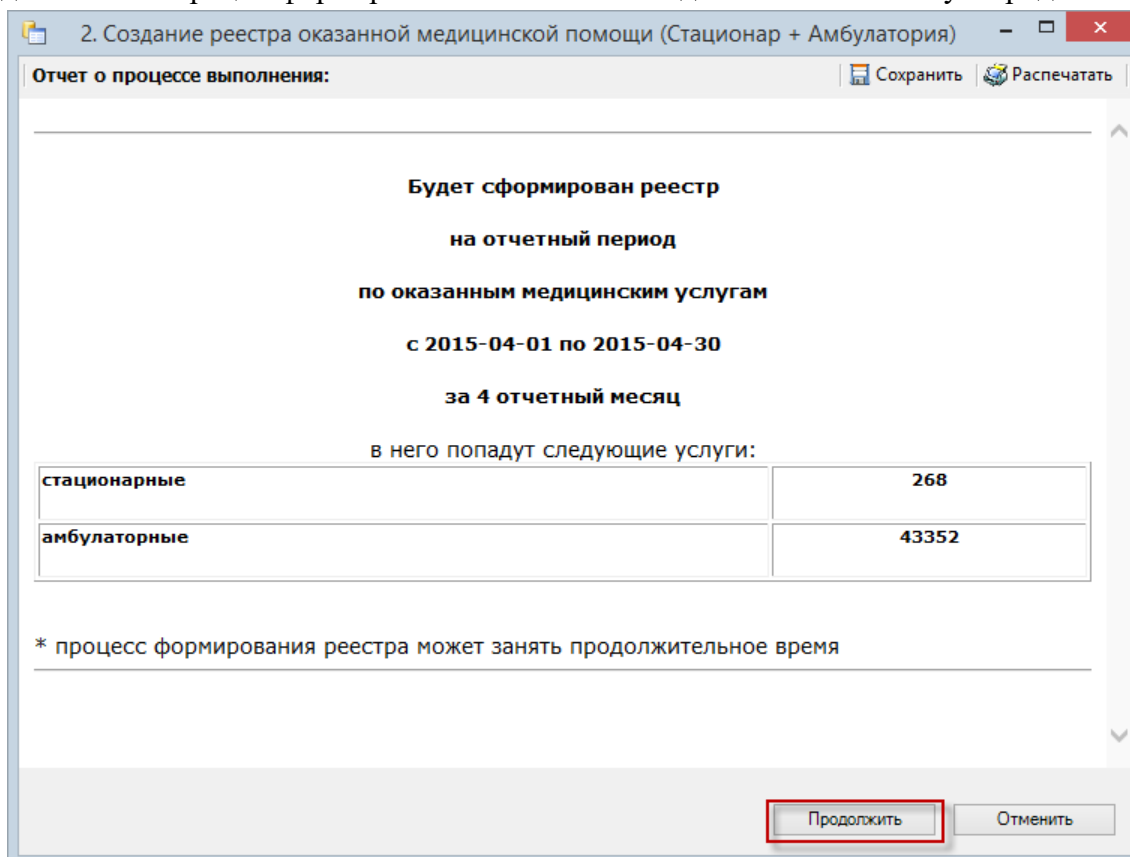 2. Создание реестра оказанной медицинской помощи (Стационар + Амбулатория)
Отчет о процессе выполнения:
Сохранить
Распечатать
Будет сформирован реестр
на отчетный период
по оказанным медицинским услугам
с 2015-04-01 по 2015-04-30
за 4 отчетный месяц
в него попадут следующие услуги:
стационарные 268
амбулаторные 43352
* процесс формирования реестра может занять продолжительное время
Продолжить
Отменить